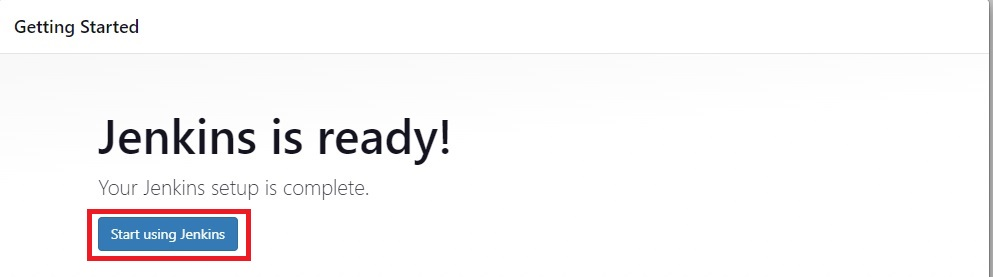 Getting Started
Jenkins is ready!
Your Jenkins setup is complete.
Start using Jenkins